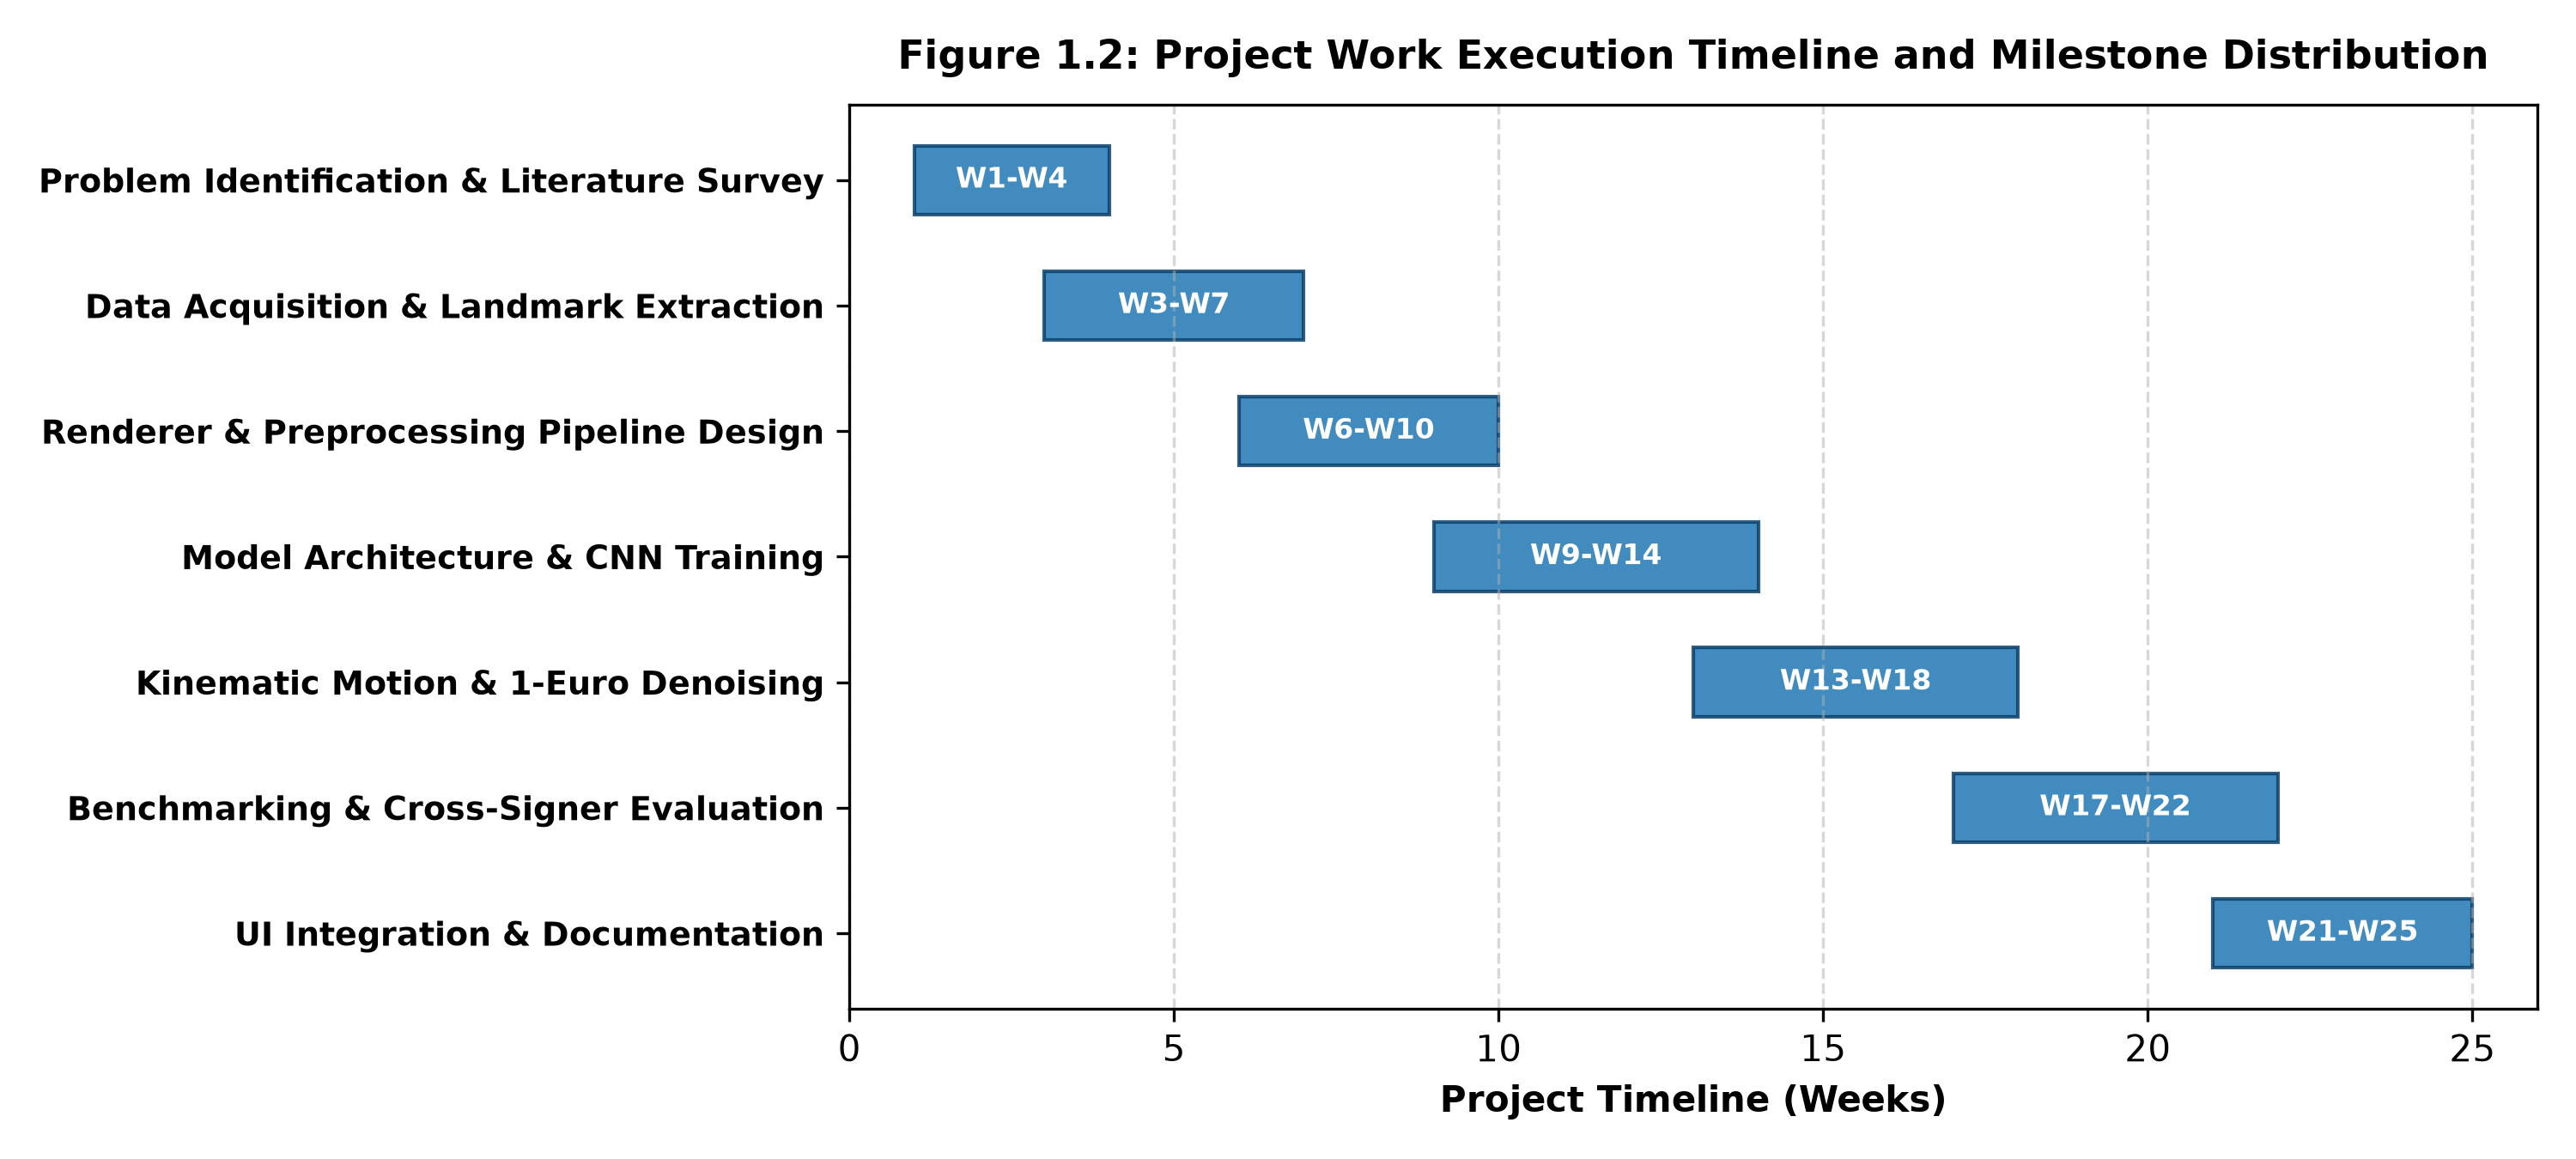 Figure 1.2: Project Work Execution Timeline and Milestone Distribution
Problem Identification & Literature Survey
W1-W4
Data Acquisition & Landmark Extraction
W3-W7
Renderer & Preprocessing Pipeline Design
W6-W10
Model Architecture & CNN Training
W9-W14
Kinematic Motion & 1-Euro Denoising
W13-W18
Benchmarking & Cross-Signer Evaluation
W17-W22
UI Integration & Documentation
W21-W25
0 5 10 15 20 25
Project Timeline (Weeks)